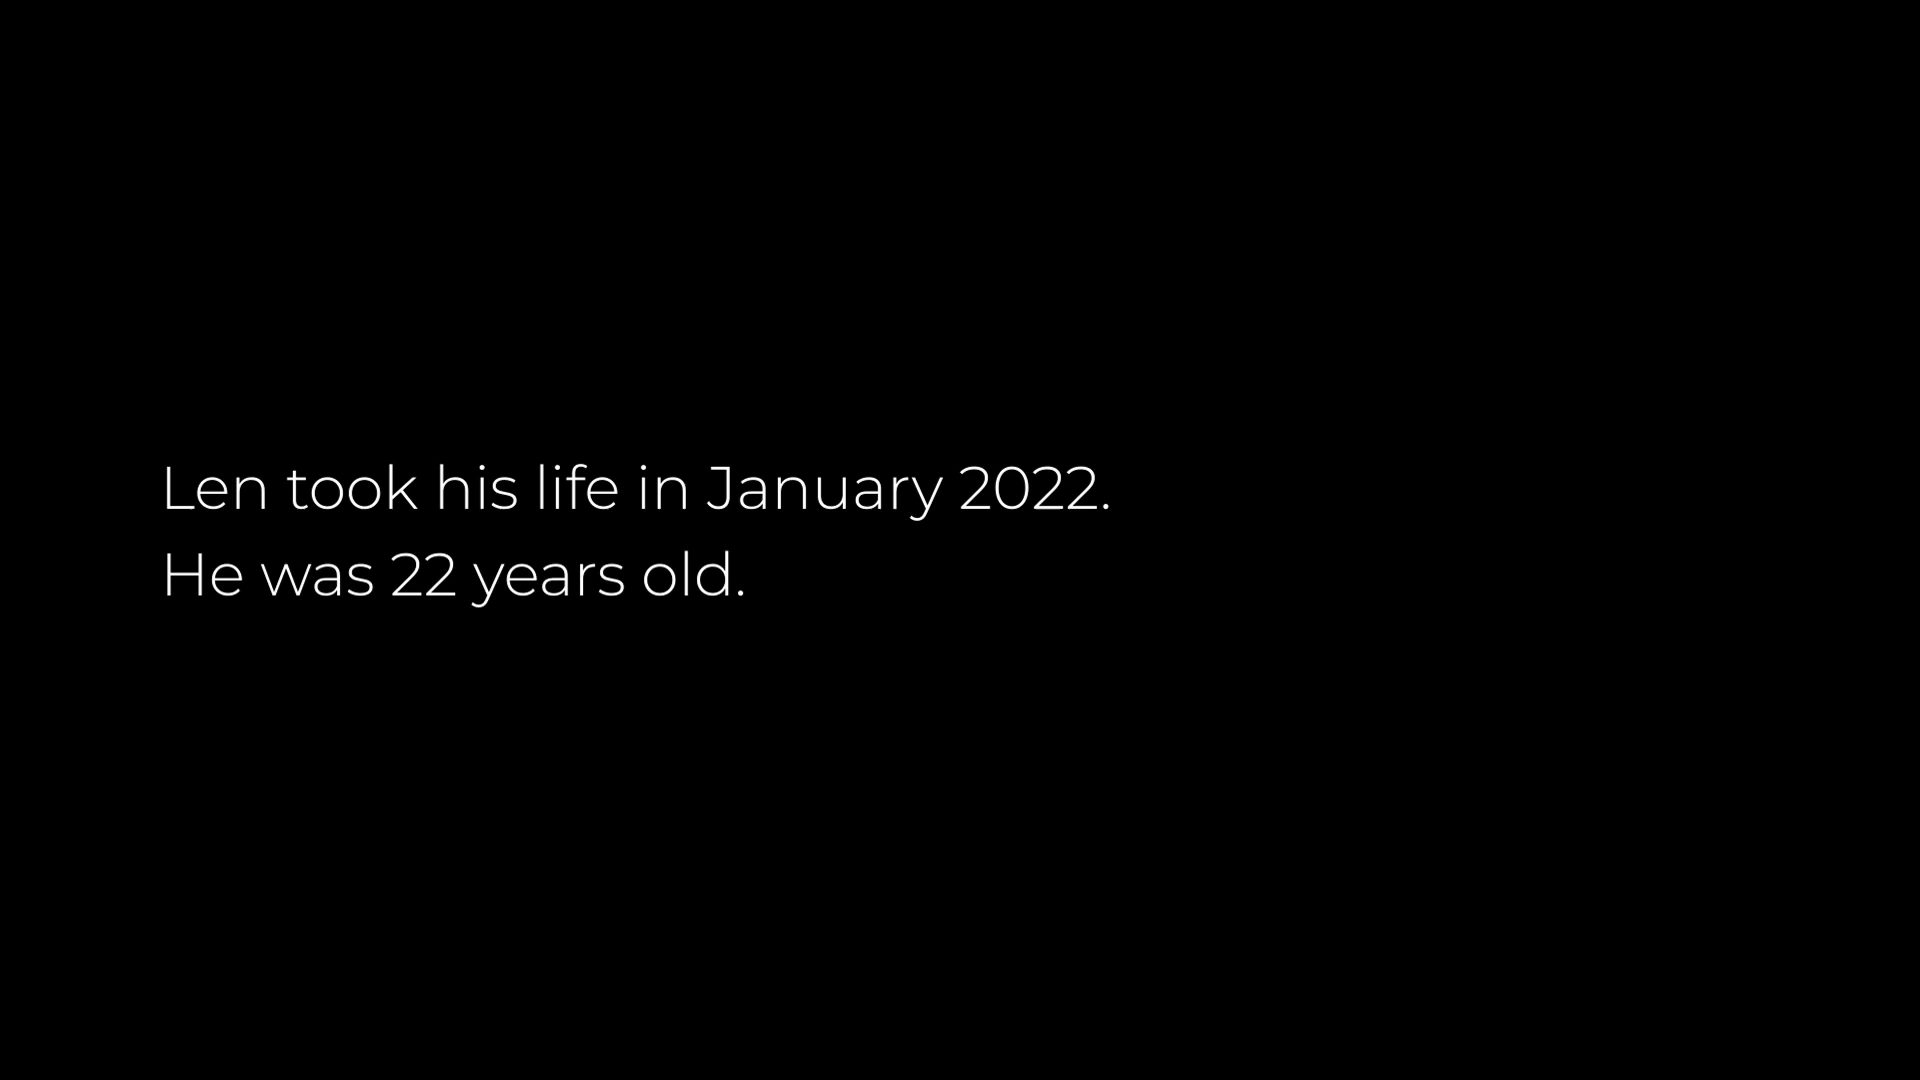 Len took his life in January 2022.
He was 22 years old.